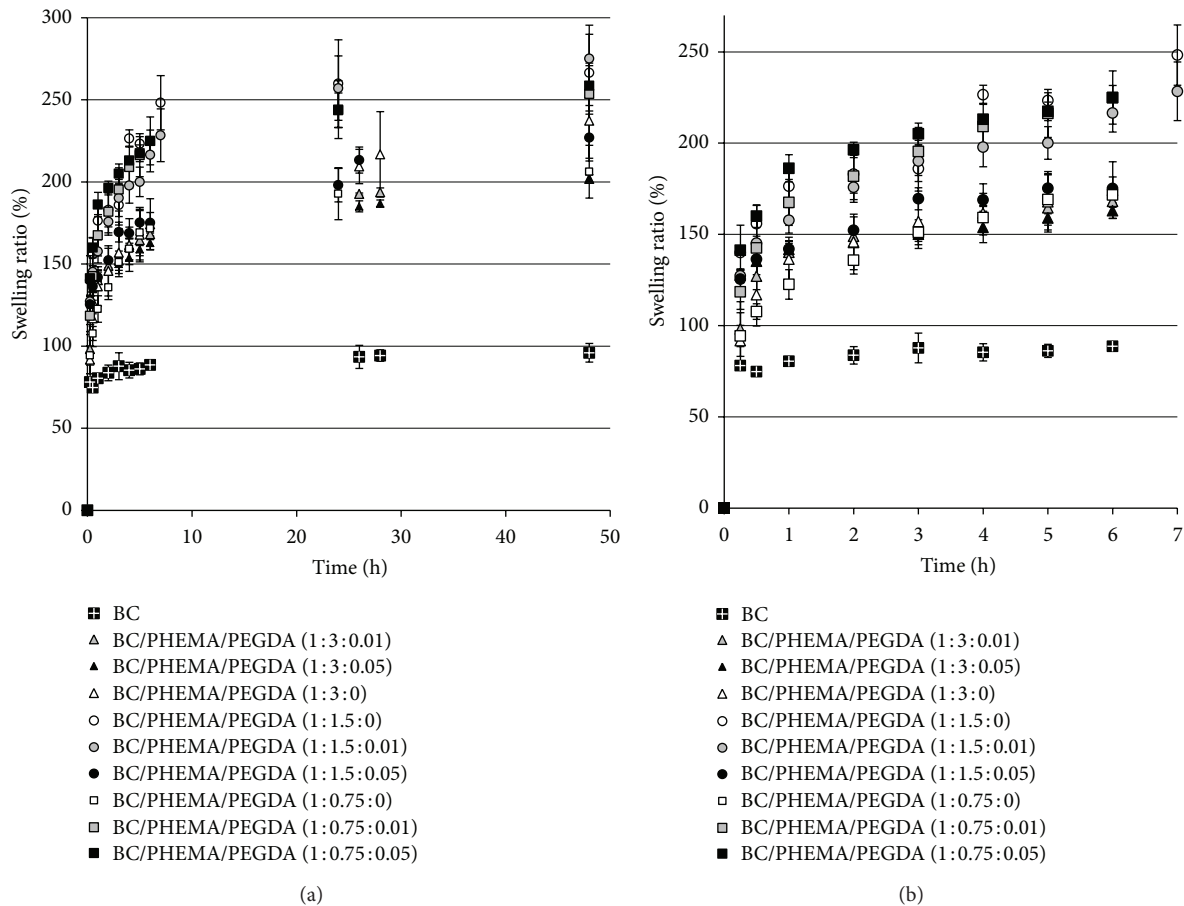 300
250
200
150
100
50
0
Swelling ratio (%)
0 10 20 30 40 50
Time (h)
BC
BC/PHEMA/PEGDA (1:3:0.01)
BC/PHEMA/PEGDA (1:3:0.05)
BC/PHEMA/PEGDA (1:3:0)
BC/PHEMA/PEGDA (1:1.5:0)
BC/PHEMA/PEGDA (1:1.5:0.01)
BC/PHEMA/PEGDA (1:1.5:0.05)
BC/PHEMA/PEGDA (1:0.75:0)
BC/PHEMA/PEGDA (1:0.75:0.01)
BC/PHEMA/PEGDA (1:0.75:0.05)
(a)
250
200
150
100
50
0
Swelling ratio (%)
0 1 2 3 4 5 6 7
Time (h)
BC
BC/PHEMA/PEGDA (1:3:0.01)
BC/PHEMA/PEGDA (1:3:0.05)
BC/PHEMA/PEGDA (1:3:0)
BC/PHEMA/PEGDA (1:1.5:0)
BC/PHEMA/PEGDA (1:1.5:0.01)
BC/PHEMA/PEGDA (1:1.5:0.05)
BC/PHEMA/PEGDA (1:0.75:0)
BC/PHEMA/PEGDA (1:0.75:0.01)
BC/PHEMA/PEGDA (1:0.75:0.05)
(b)